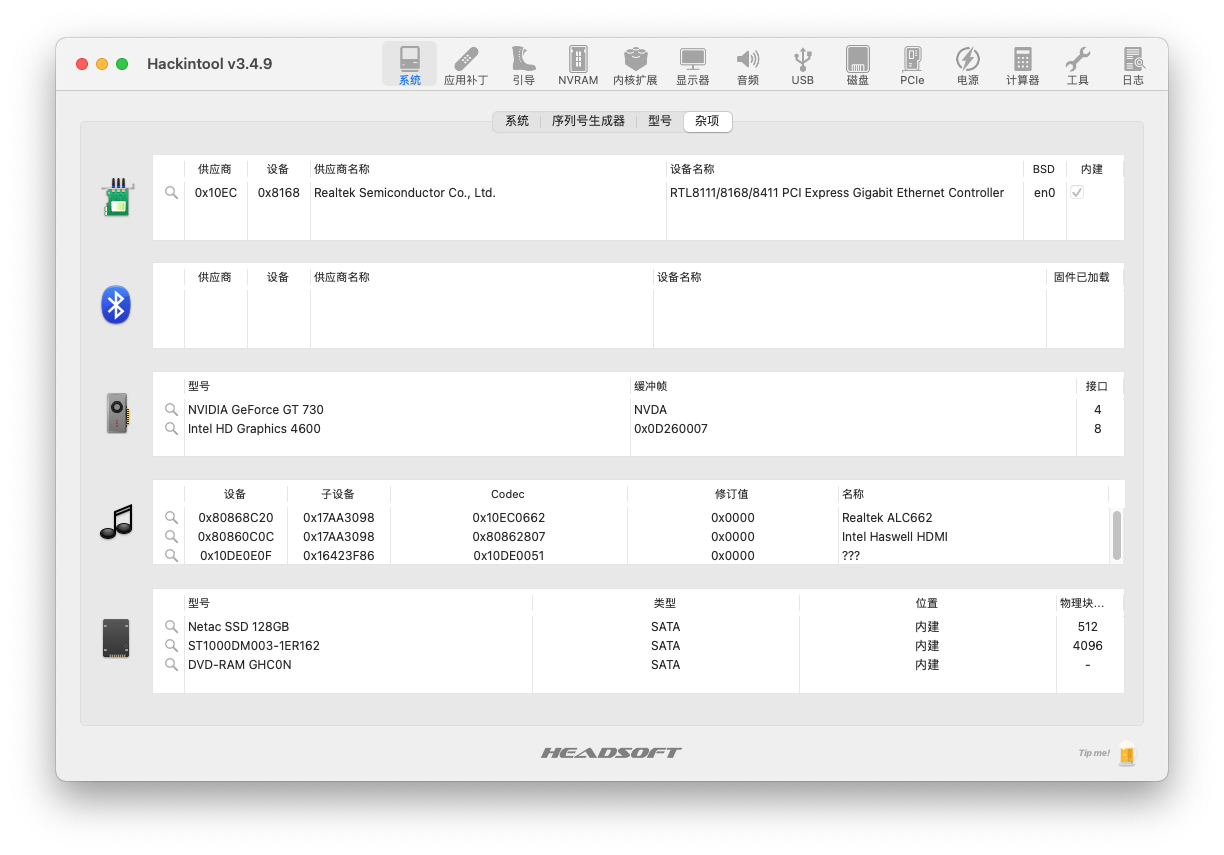 Hackintool v3.4.9
系统 应用补丁 引导 NVRAM 内核扩展 显示器 音频 USB 磁盘 PCIe 电源 计算器 工具 日志
系统 序列号生成器 型号 杂项
供应商 设备 供应商名称 设备名称 BSD 内建
0x10EC 0x8168 Realtek Semiconductor Co., Ltd. RTL8111/8168/8411 PCI Express Gigabit Ethernet Controller en0
供应商 设备 供应商名称 设备名称 固件已加载
型号 缓冲帧 接口
NVIDIA GeForce GT 730 NVDA 4
Intel HD Graphics 4600 0x0D260007 8
设备 子设备 Codec 修订值 名称
0x80868C20 0x17AA3098 0x10EC0662 0x0000 Realtek ALC662
0x80860C0C 0x17AA3098 0x80862807 0x0000 Intel Haswell HDMI
0x10DE0E0F 0x16423F86 0x10DE0051 0x0000 ???
型号 类型 位置 物理块...
Netac SSD 128GB SATA 内建 512
ST1000DM003-1ER162 SATA 内建 4096
DVD-RAM GHC0N SATA 内建 -
HEADSOFT
Tip me!